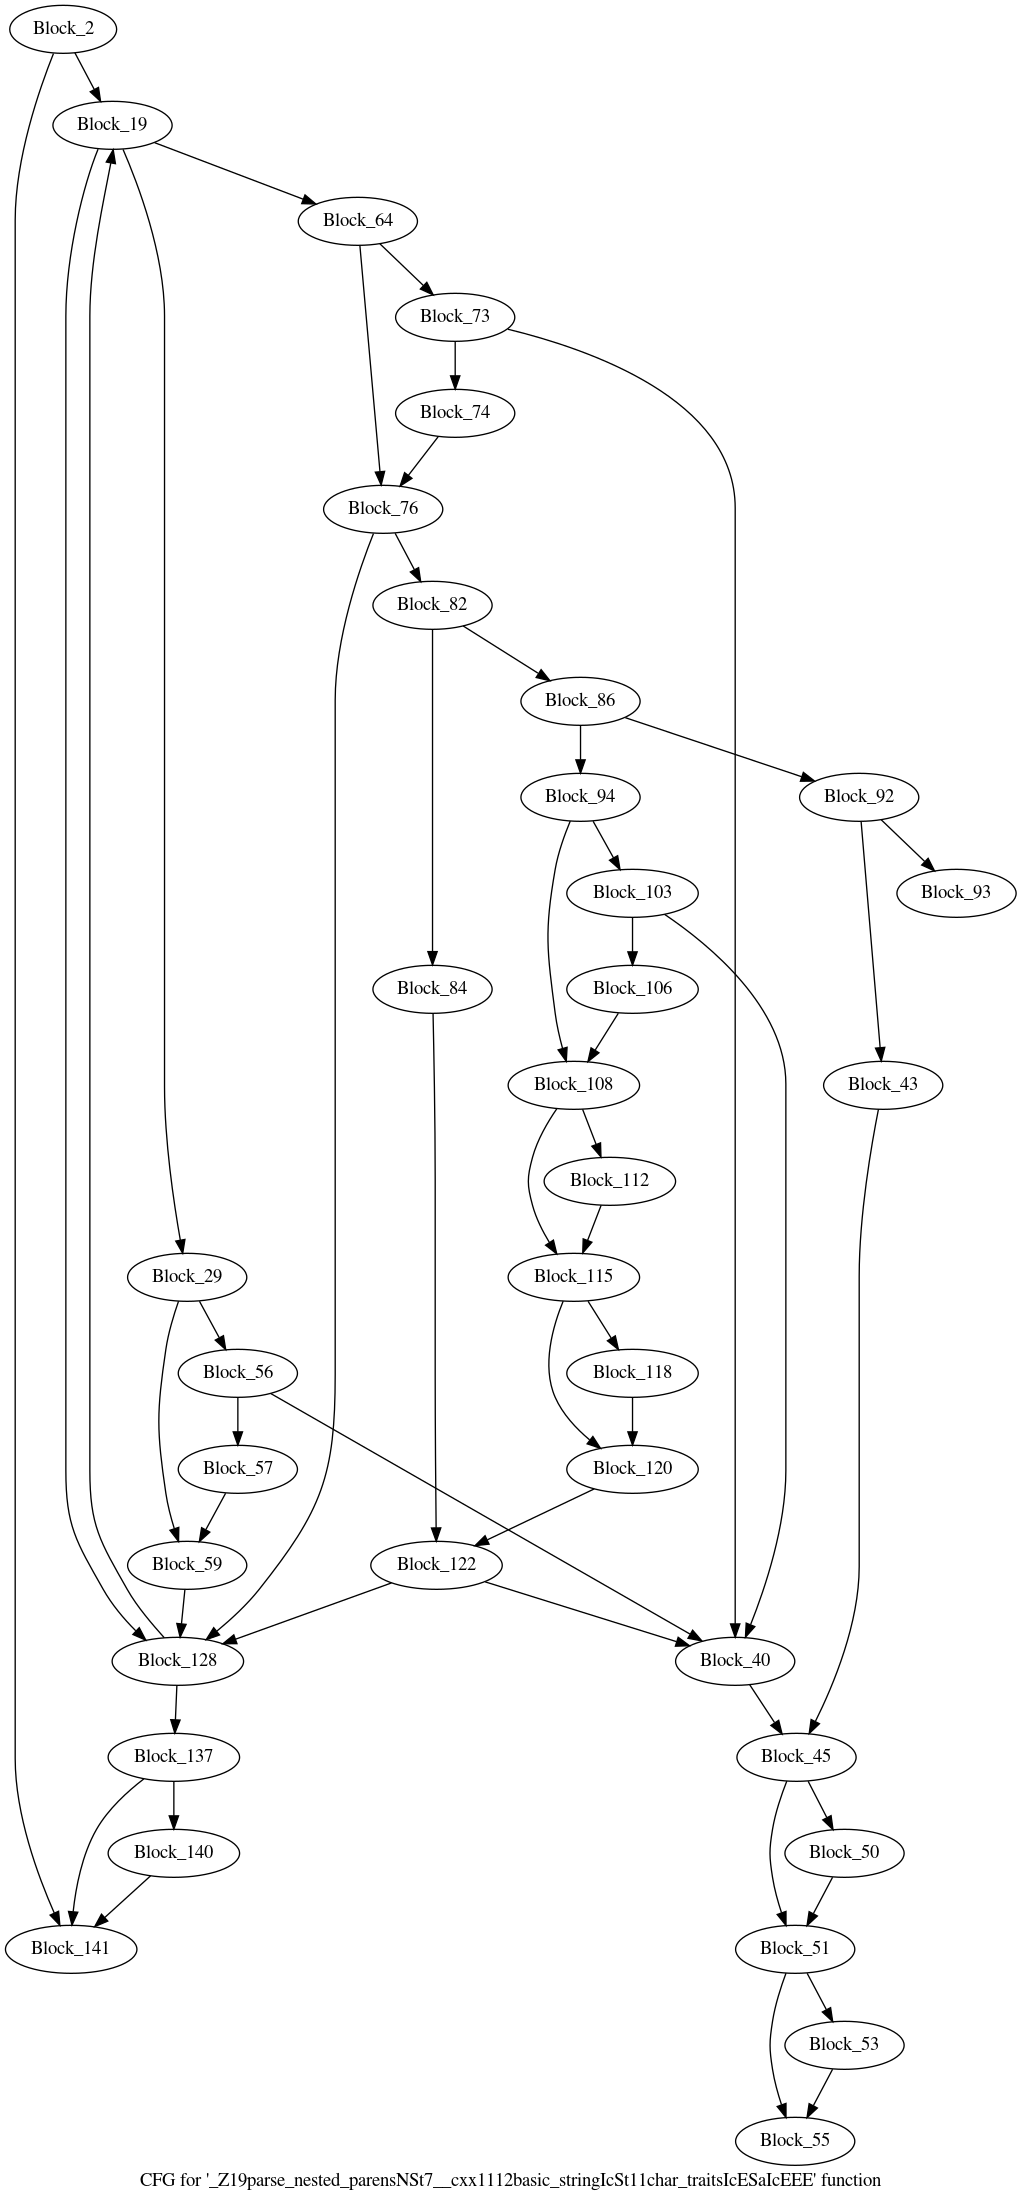 Block_2
Block_19
Block_64
Block_73
Block_74
Block_76
Block_82
Block_86
Block_94
Block_92
Block_103
Block_93
Block_84
Block_106
Block_108
Block_43
Block_112
Block_29
Block_115
Block_56
Block_118
Block_57
Block_120
Block_59
Block_122
Block_128
Block_40
Block_137
Block_45
Block_140
Block_50
Block_141
Block_51
Block_53
Block_55
CFG for '_Z19parse_nested_parensNSt7__cxx1112basic_stringIcSt11char_traitsIcESaIcEEE' function